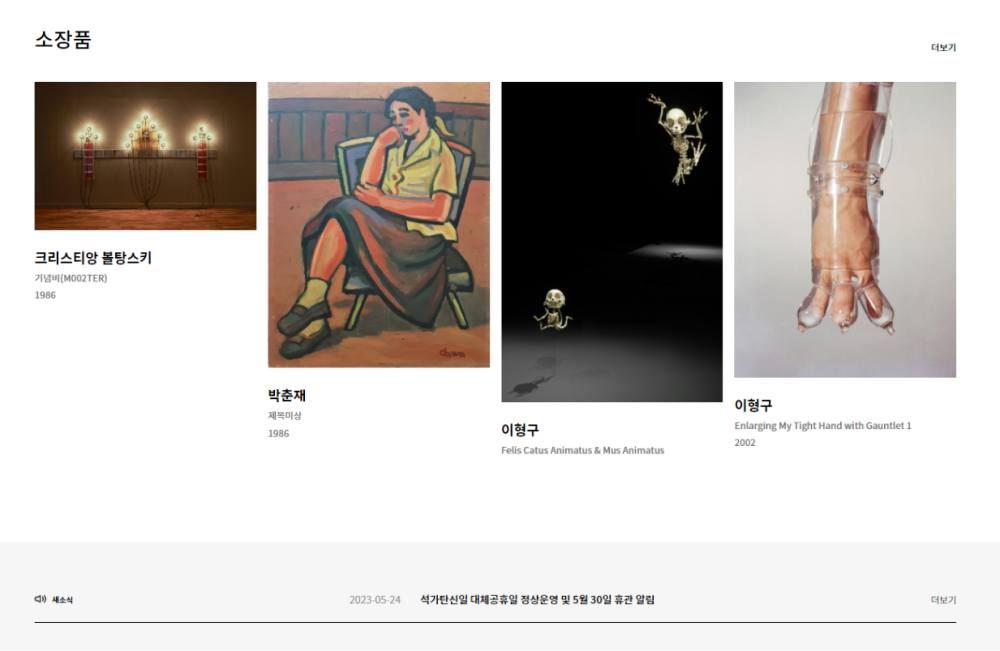 소장품
더보기
크리스티앙 볼탕스키
기념비(M002TER)
1986
박춘재
제목미상
1986
이형구
Felis Catus Animatus & Mus Animatus
이형구
Enlarging My Tight Hand with Gauntlet 1
2002
새소식
2023-05-24 석가탄신일 대체공휴일 정상운영 및 5월 30일 휴관 알림
더보기